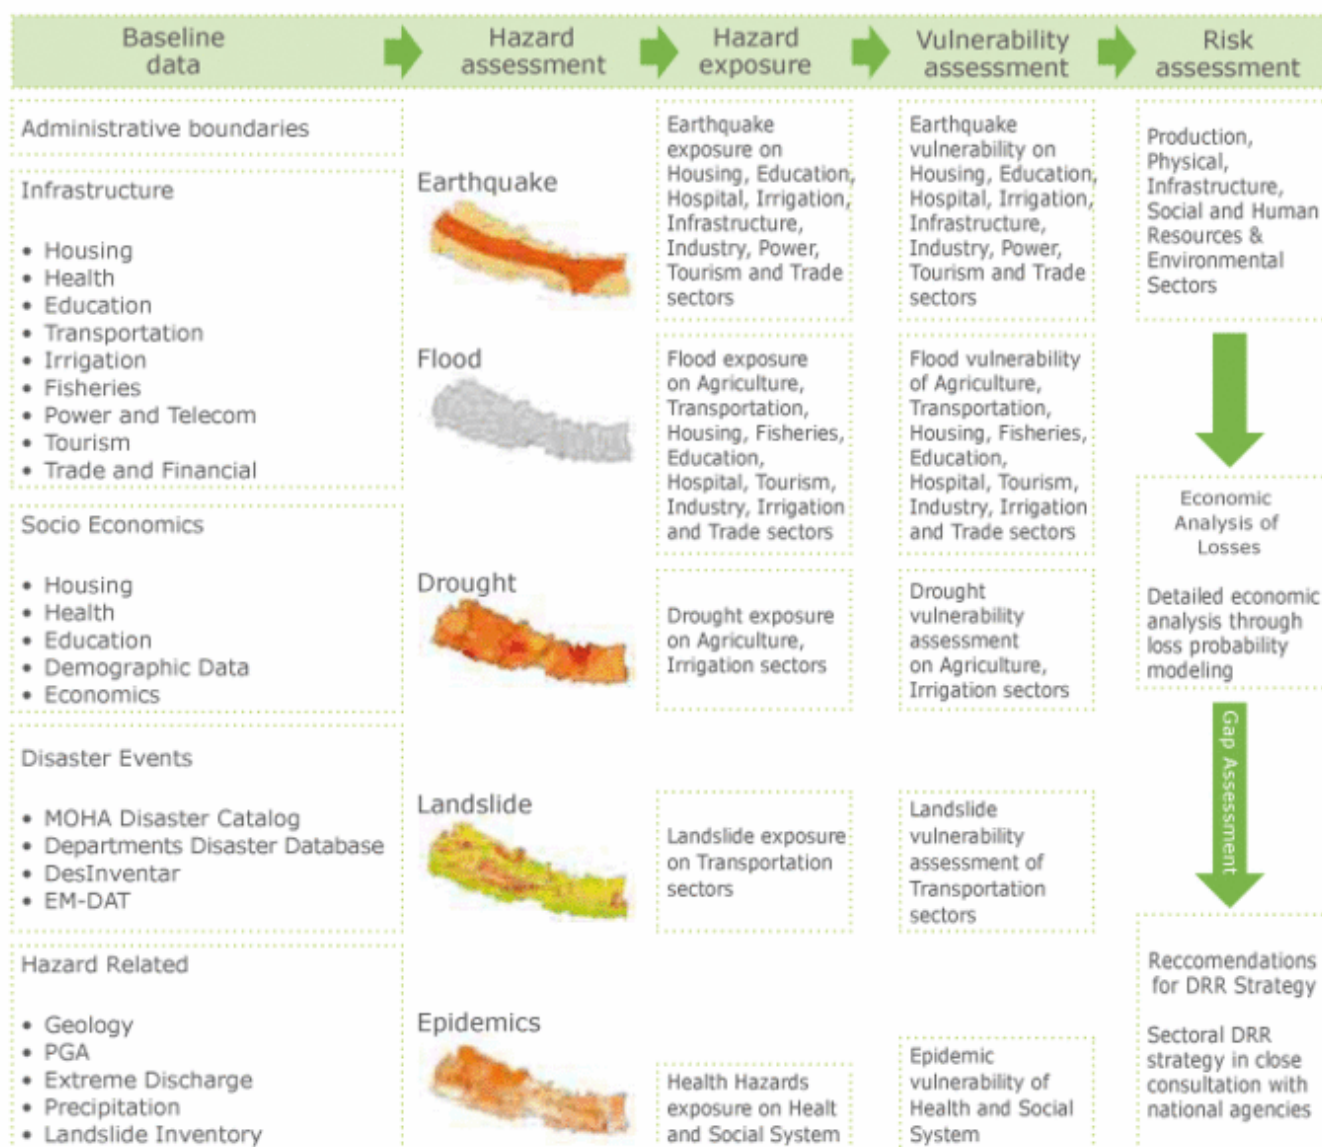 Baseline
data
Hazard
assessment
Hazard
exposure
Vulnerability
assessment
Risk
assessment
Administrative boundaries
Infrastructure
• Housing
• Health
• Education
• Transportation
• Irrigation
• Fisheries
• Power and Telecom
• Tourism
• Trade and Financial
Socio Economics
• Housing
• Health
• Education
• Demographic Data
• Economics
Disaster Events
• MOHA Disaster Catalog
• Departments Disaster Database
• DesInventar
• EM-DAT
Hazard Related
• Geology
• PGA
• Extreme Discharge
• Precipitation
• Landslide Inventory
Earthquake
Flood
Drought
Landslide
Epidemics
Earthquake
exposure on
Housing, Education,
Hospital, Irrigation,
Infrastructure,
Industry, Power,
Tourism and Trade
sectors
Flood exposure
on Agriculture,
Transportation,
Housing, Fisheries,
Education,
Hospital, Tourism,
Industry, Irrigation
and Trade sectors
Drought exposure
on Agriculture,
Irrigation sectors
Landslide exposure
on Transportation
sectors
Health Hazards
exposure on Healt
and Social System
Earthquake
vulnerability on
Housing, Education,
Hospital, Irrigation,
Infrastructure,
Industry, Power,
Tourism and Trade
sectors
Flood vulnerability
of Agriculture,
Transportation,
Housing, Fisheries,
Education,
Hospital, Tourism,
Industry, Irrigation
and Trade sectors
Drought
vulnerability
assessment
on Agriculture,
Irrigation sectors
Landslide
vulnerability
assessment of
Transportation
sectors
Epidemic
vulnerability of
Health and Social
System
Production,
Physical,
Infrastructure,
Social and Human
Resources &
Environmental
Sectors
Economic
Analysis of
Losses
Detailed economic
analysis through
loss probability
modeling
Gap Assessment
Reccomendations
for DRR Strategy
Sectoral DRR
strategy in close
consultation with
national agencies